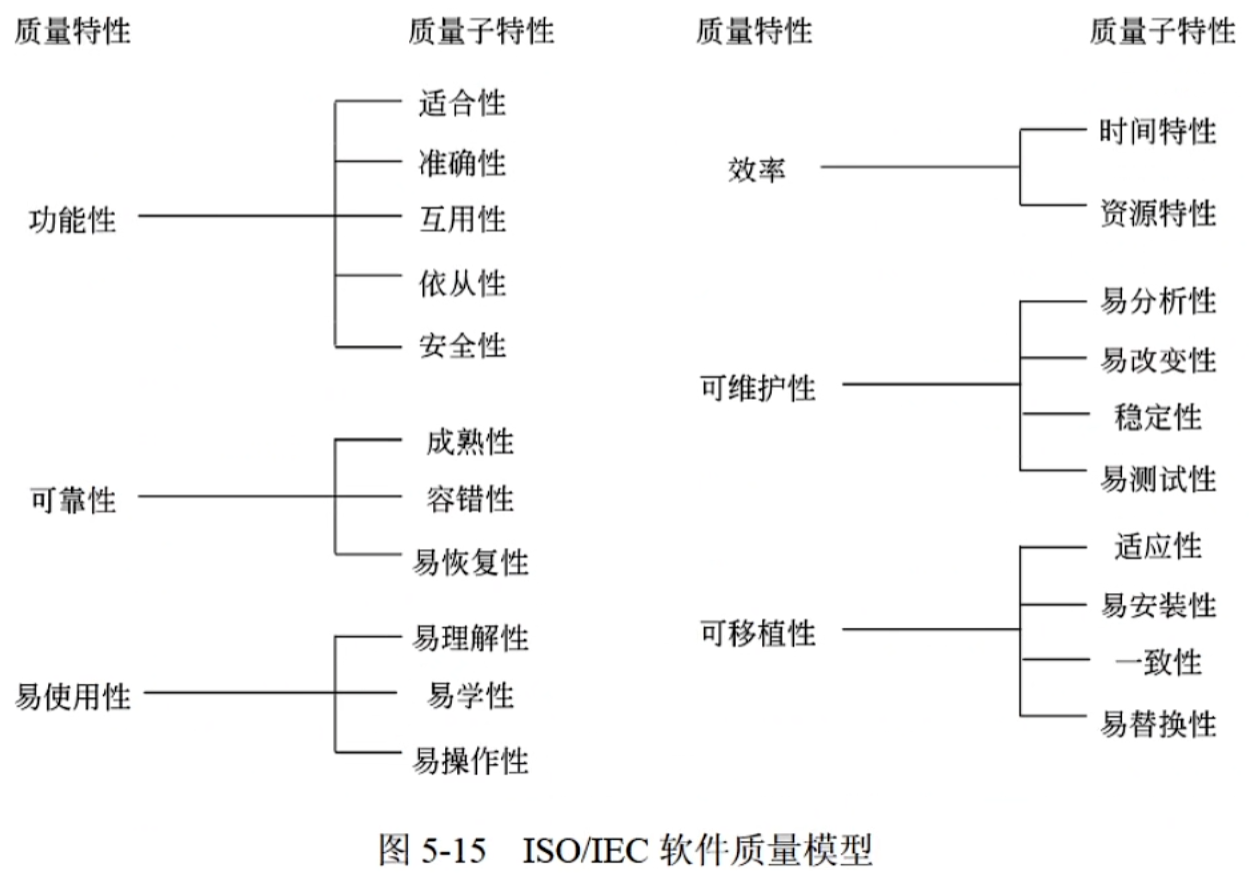 质量特性
质量子特性
功能性
适合性
准确性
互用性
依从性
安全性
可靠性
成熟性
容错性
易恢复性
易使用性
易理解性
易学性
易操作性
质量特性
质量子特性
效率
时间特性
资源特性
可维护性
易分析性
易改变性
稳定性
易测试性
可移植性
适应性
易安装性
一致性
易替换性
图 5-15 ISO/IEC 软件质量模型